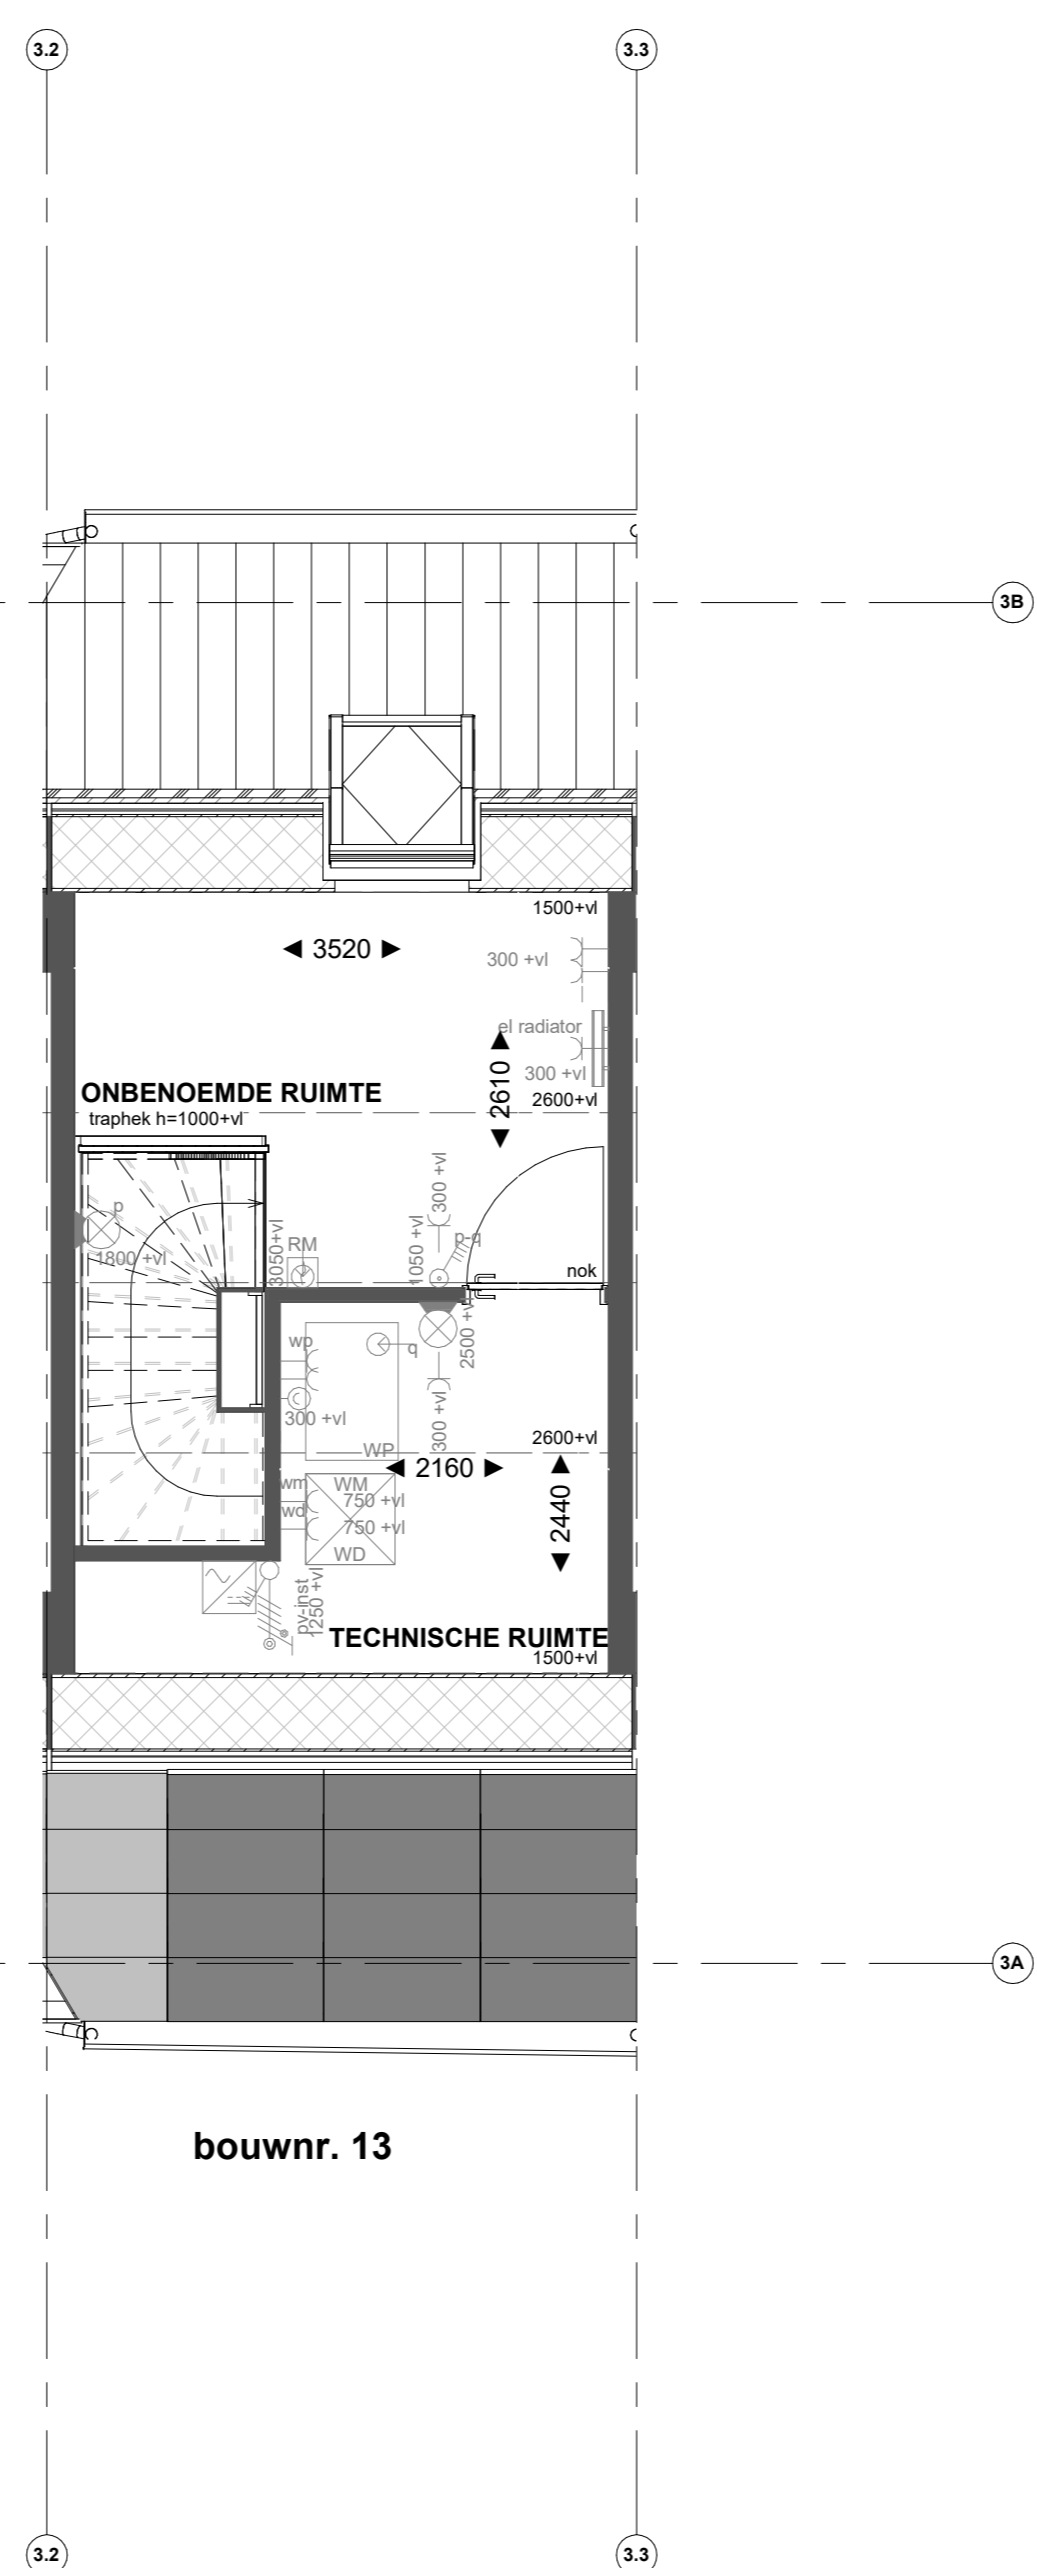 3.2
3.3
3B
1500+vl
3520
300 +vl
el radiator
300 +vl
2600+vl
2610
ONBENOEMDE RUIMTE
traphek h=1000+vl
p
1800 +vl
3050+vl
RM
300 +vl
1050 +vl
p-q
nok
2500 +v
wp
q
300 +vl
300 +vl
WP
2600+vl
2160
2440
wm
WM
750 +vl
wd
750 +vl
WD
pv-inst
1250 +vl
TECHNISCHE RUIMTE
1500+vl
3A
bouwnr. 13
3.2
3.3